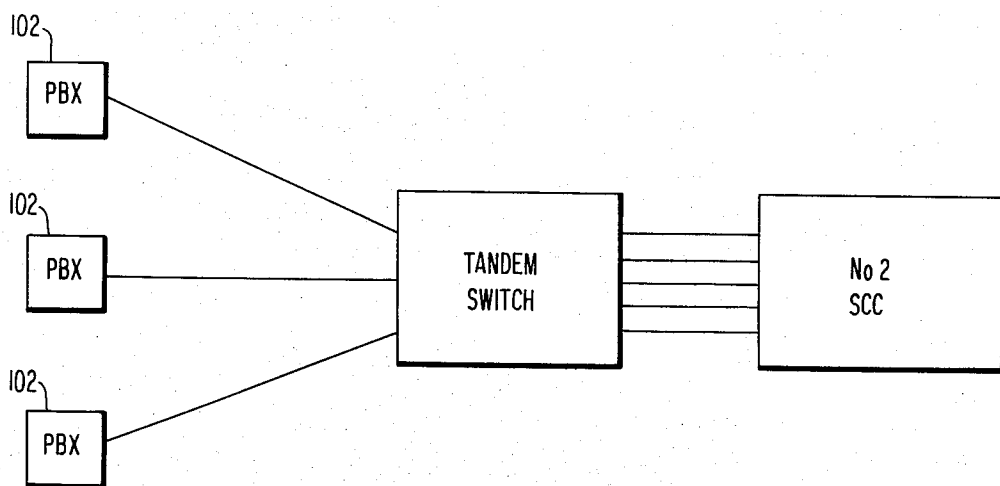 102
PBX
102
PBX
TANDEM
SWITCH
No 2
SCC
102
PBX